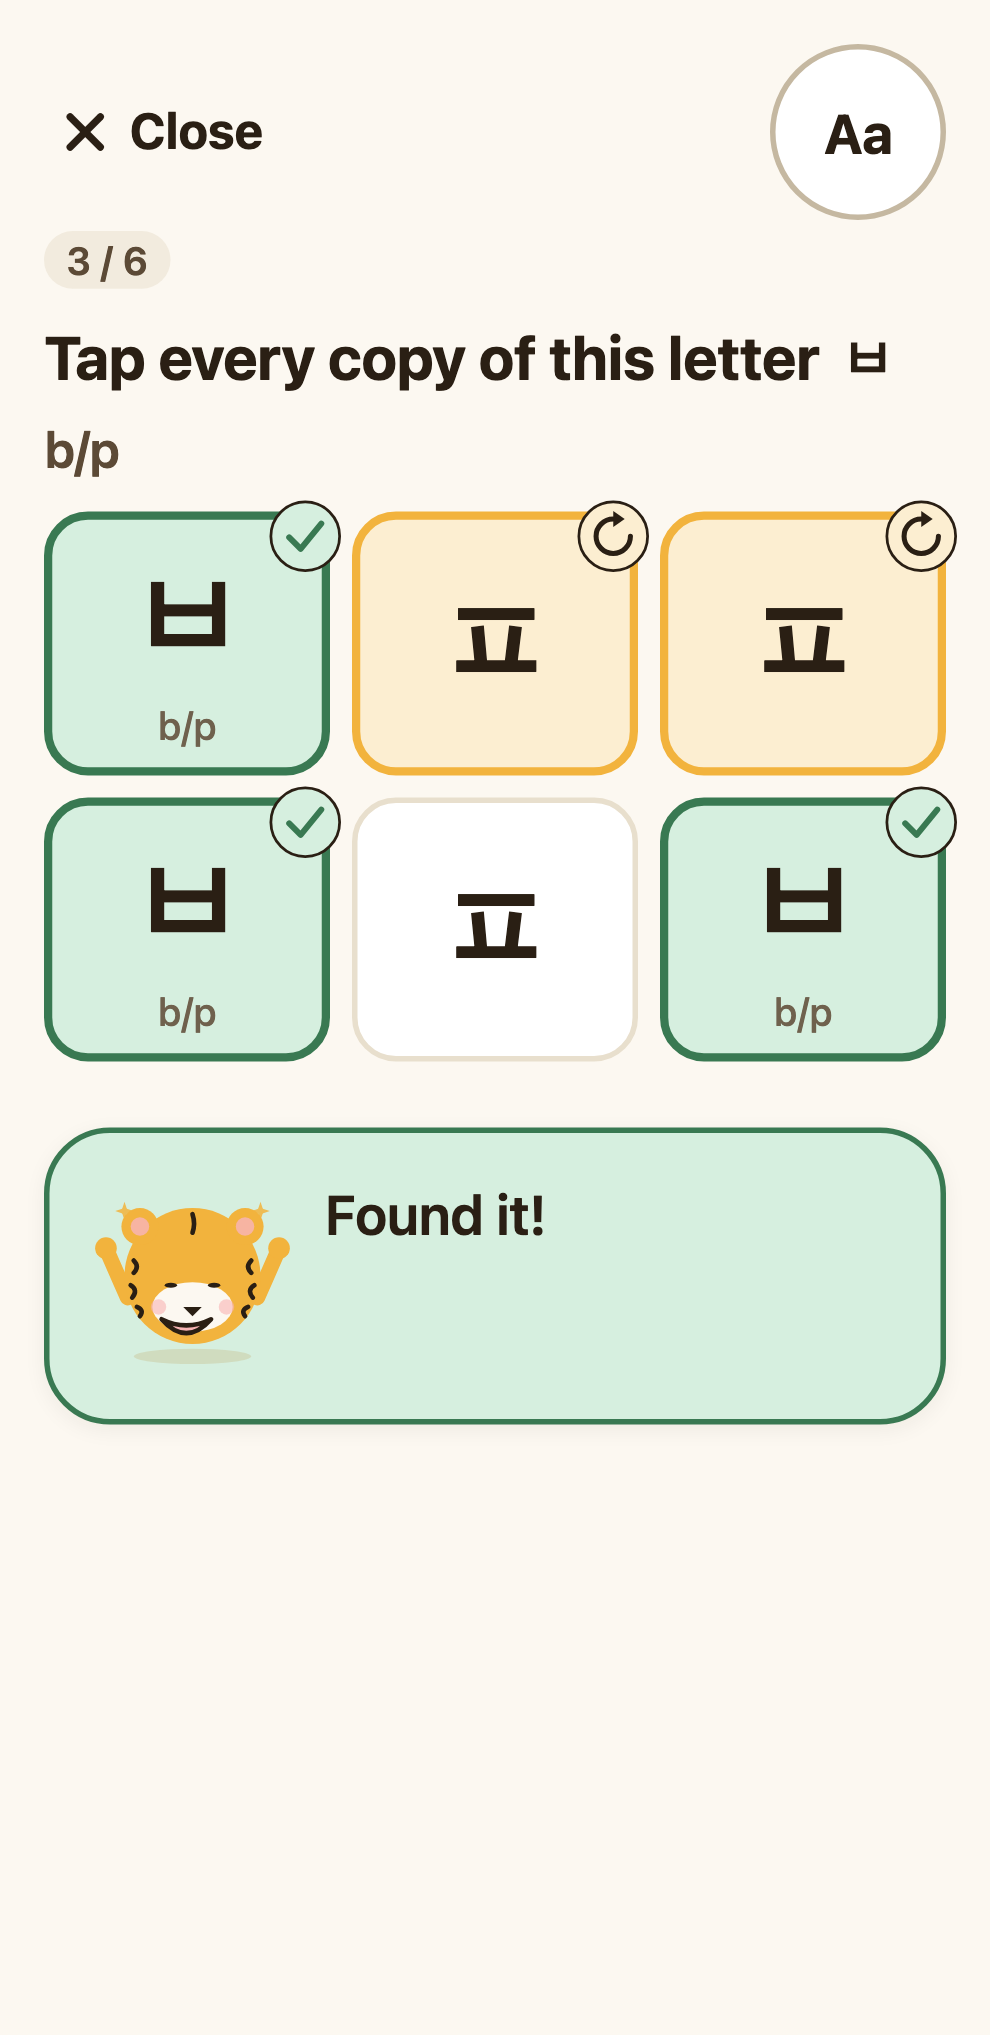 Close
Aa
3 / 6
Tap every copy of this letter ㅂ
b/p
ㅂ ㅍ ㅍ
b/p
ㅂ ㅍ ㅂ
b/p b/p
Found it!